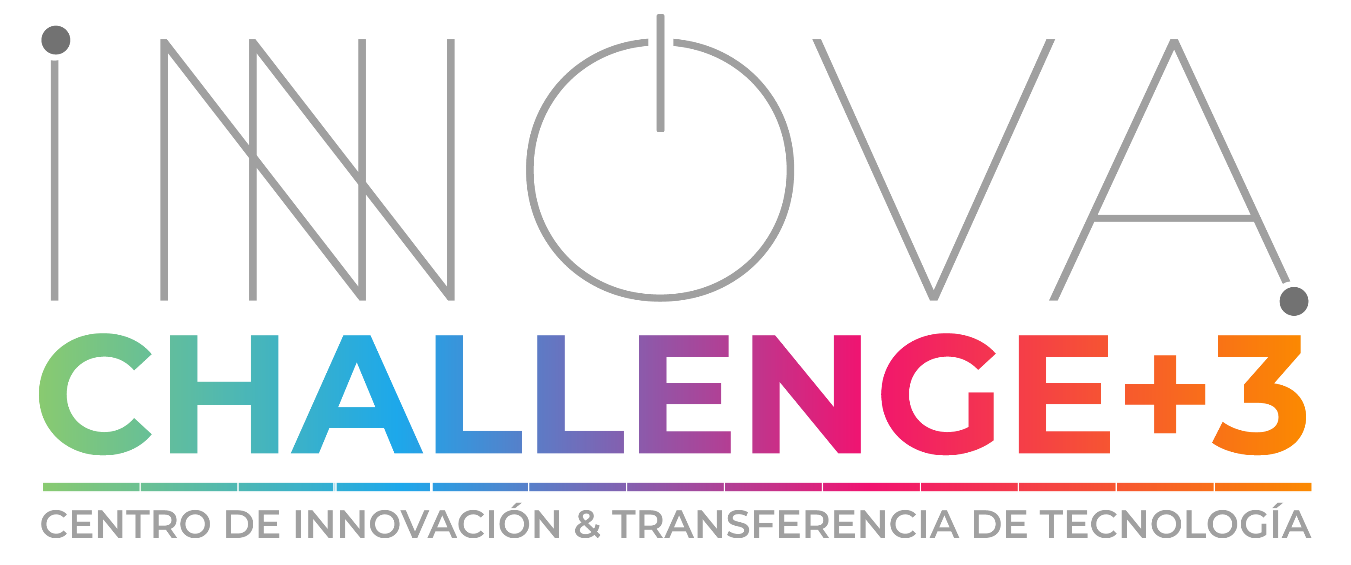 iNNOVA
CHALLENGE+3
CENTRO DE INNOVACIÓN & TRANSFERENCIA DE TECNOLOGÍA